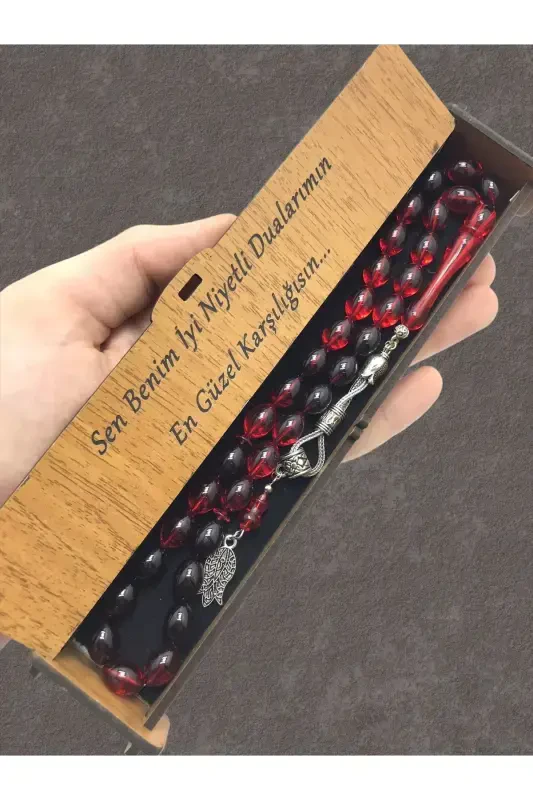 Sen Benim İyi Niyetli Dualarımın
En Güzel Karşılığısın...